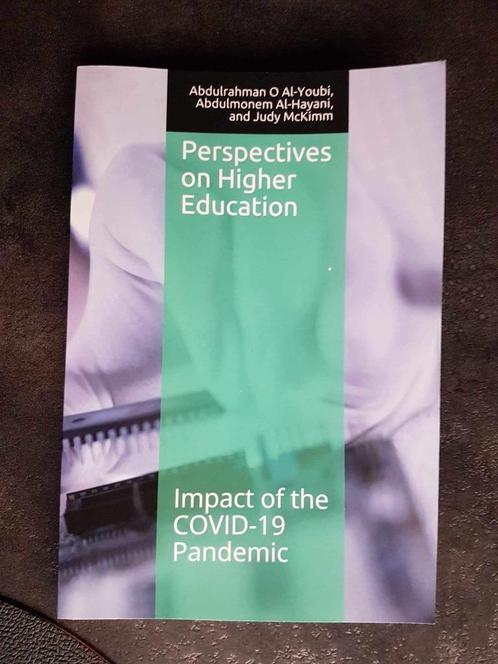 Abdulrahman O Al-Youbi,
Abdulmonem Al-Hayani,
and Judy McKimm
Perspectives
on Higher
Education
Impact of the
COVID-19
Pandemic